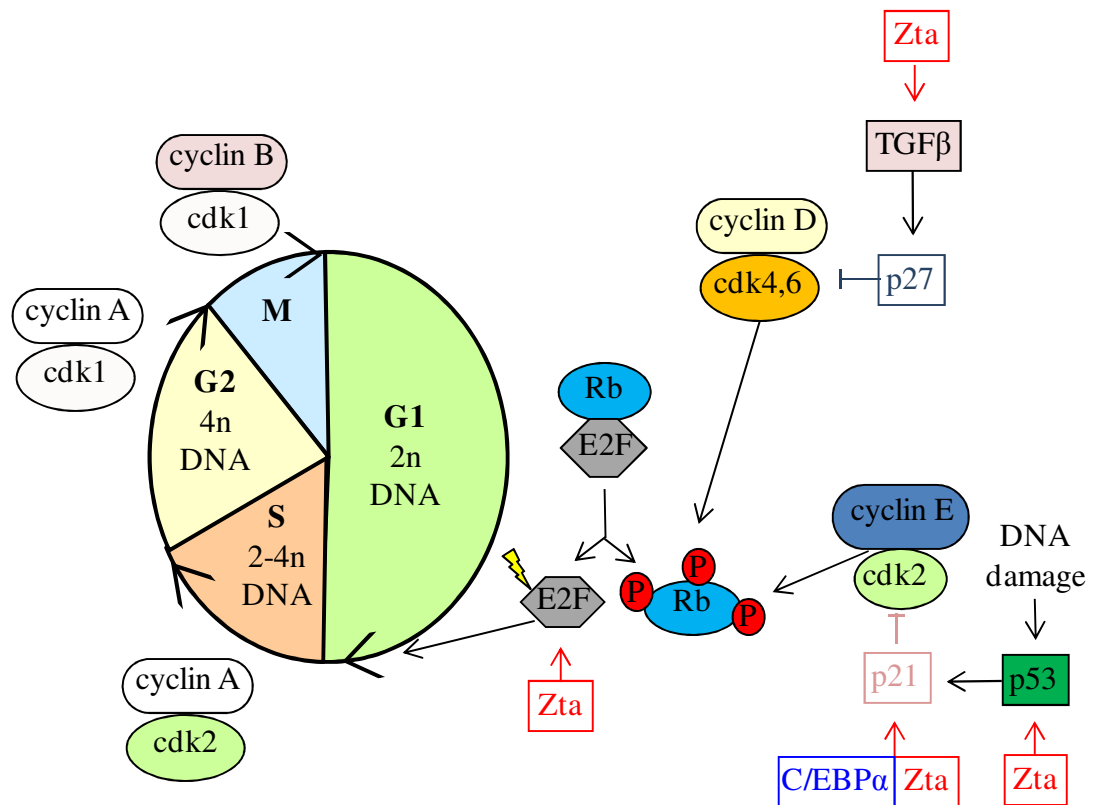 Zta
TGFβ
p27
cyclin B
cdk1
cyclin D
cdk4,6
cyclin A
cdk1
M
G2
4n
DNA
G1
2n
DNA
S
2-4n
DNA
Rb
E2F
E2F
P
P
P
Rb
cyclin E
cdk2
DNA
damage
p21
p53
cyclin A
cdk2
Zta
C/EBPα
Zta
Zta